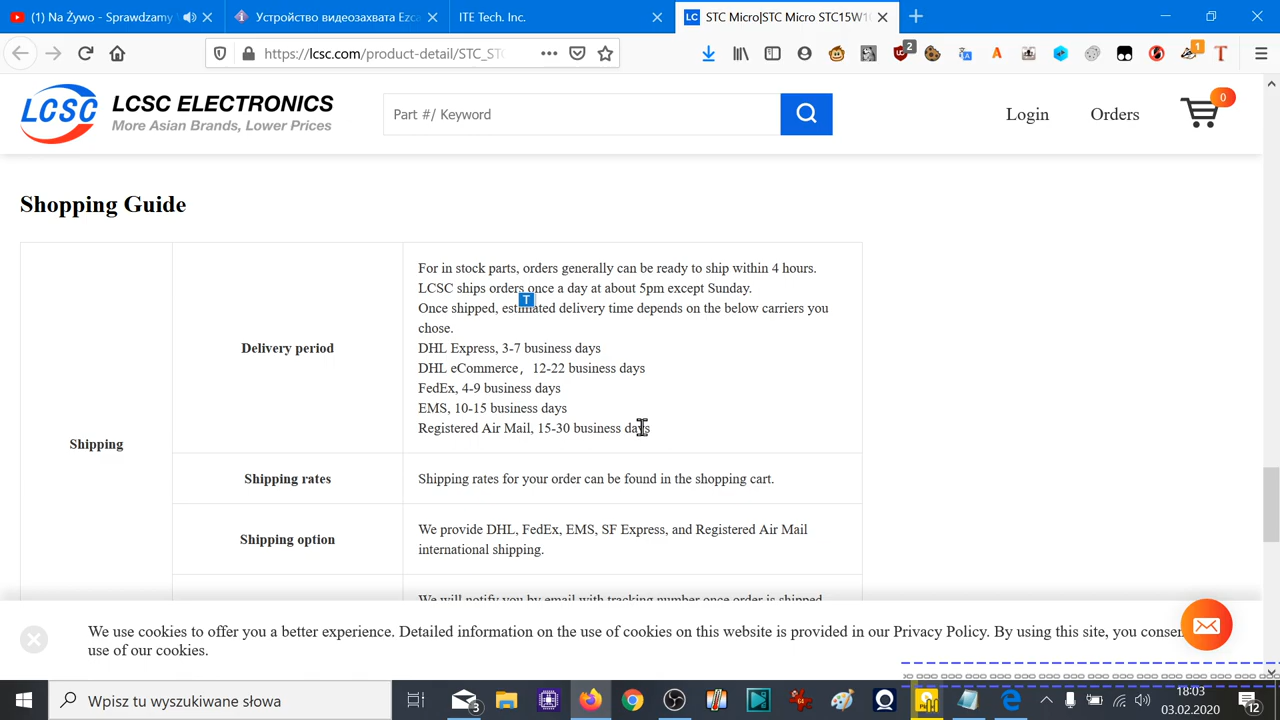 (1) Na Żywo - Sprawdzamy
Устройство видеозахвата Ezca
ITE Tech. Inc.
LC STC Micro|STC Micro STC15W1
https://lcsc.com/product-detail/STC_ST
2
1
LCSC
LCSC ELECTRONICS
More Asian Brands, Lower Prices
Part #/ Keyword
Login
Orders
0
Shopping Guide
Shipping
Delivery period
For in stock parts, orders generally can be ready to ship within 4 hours.
LCSC ships orders once a day at about 5pm except Sunday.
T
Once shipped, estimated delivery time depends on the below carriers you
chose.
DHL Express, 3-7 business days
DHL eCommerce，12-22 business days
FedEx, 4-9 business days
EMS, 10-15 business days
Registered Air Mail, 15-30 business days
Shipping rates
Shipping rates for your order can be found in the shopping cart.
Shipping option
We provide DHL, FedEx, EMS, SF Express, and Registered Air Mail
international shipping.
We will notify you by email with tracking number once order is shipped
We use cookies to offer you a better experience. Detailed information on the use of cookies on this website is provided in our Privacy Policy. By using this site, you consen
use of our cookies.
Wpisz tu wyszukiwane słowa
3
18:03
03.02.2020
12